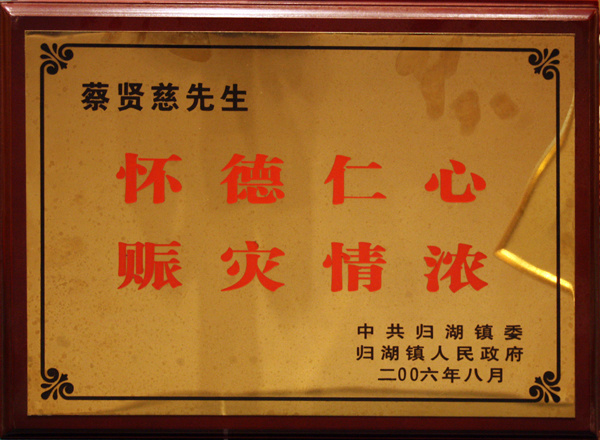 蔡贤慈先生
怀德仁心
赈灾情浓
中共归湖镇委
归湖镇人民政府
二00六年八月